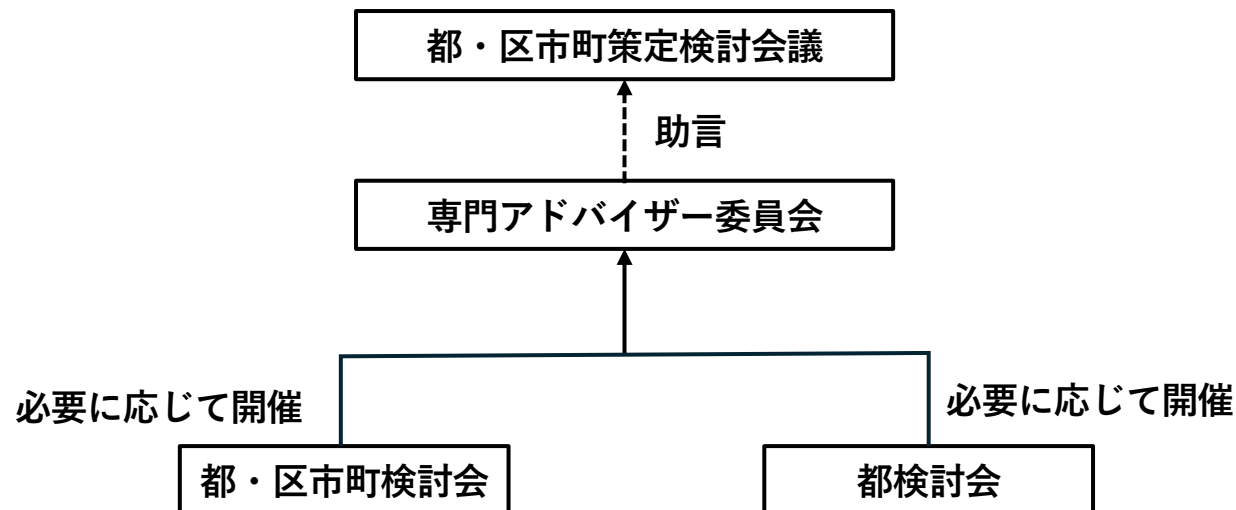 都・区市町策定検討会議
助言
専門アドバイザー委員会
必要に応じて開催
必要に応じて開催
都・区市町検討会
都検討会